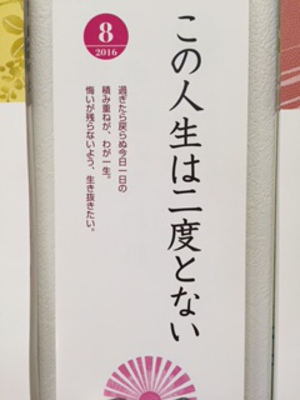 この人生は二度とない
8
2016
過ぎたら戻らぬ今日一日の
積み重ねが、わが一生。
悔いが残らないよう、生き抜きたい。